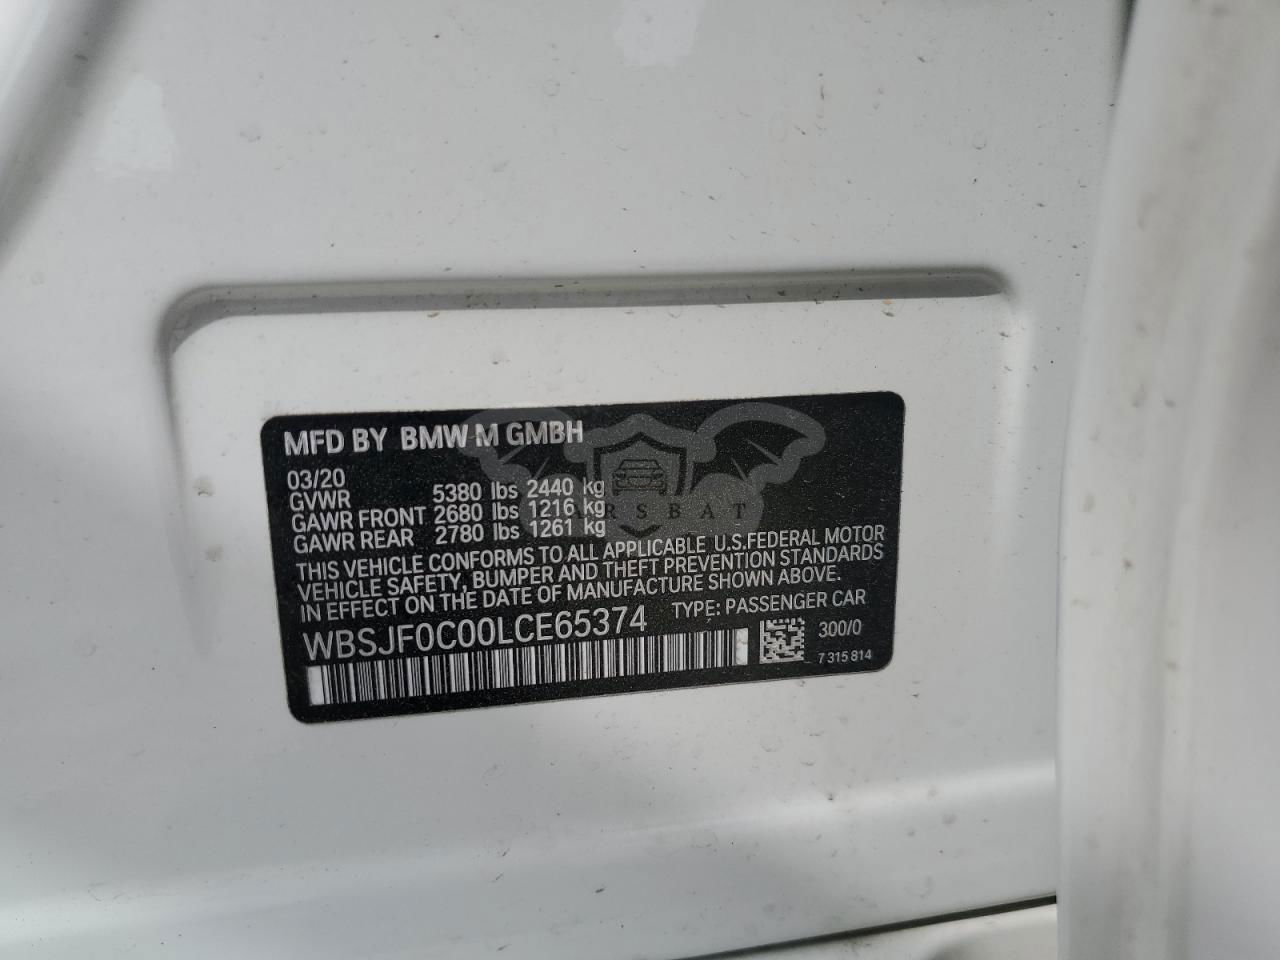 MFD BY BMW M GMBH
03/20
GVWR 5380 lbs 2440 kg
GAWR FRONT 2680 lbs 1216 kg
GAWR REAR 2780 lbs 1261 kg
THIS VEHICLE CONFORMS TO ALL APPLICABLE U.S.FEDERAL MOTOR
VEHICLE SAFETY, BUMPER AND THEFT PREVENTION STANDARDS
IN EFFECT ON THE DATE OF MANUFACTURE SHOWN ABOVE.
WBSJF0C00LCE65374 TYPE: PASSENGER CAR
300/0
7 315 814
CARSBAT